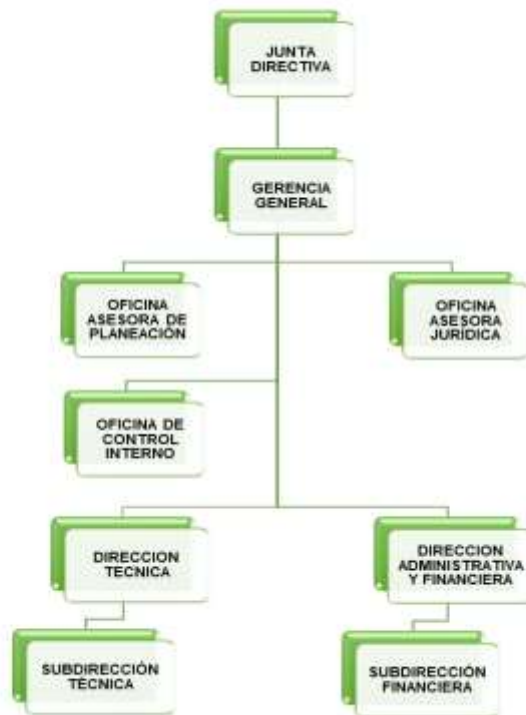 JUNTA
DIRECTIVA
GERENCIA
GENERAL
OFICINA
ASESORA DE
PLANEACIÓN
OFICINA
ASESORA
JURÍDICA
OFICINA DE
CONTROL
INTERNO
DIRECCION
TECNICA
DIRECCION
ADMINISTRATIVA
Y FINANCIERA
SUBDIRECCIÓN
TÉCNICA
SUBDIRECCIÓN
FINANCIERA